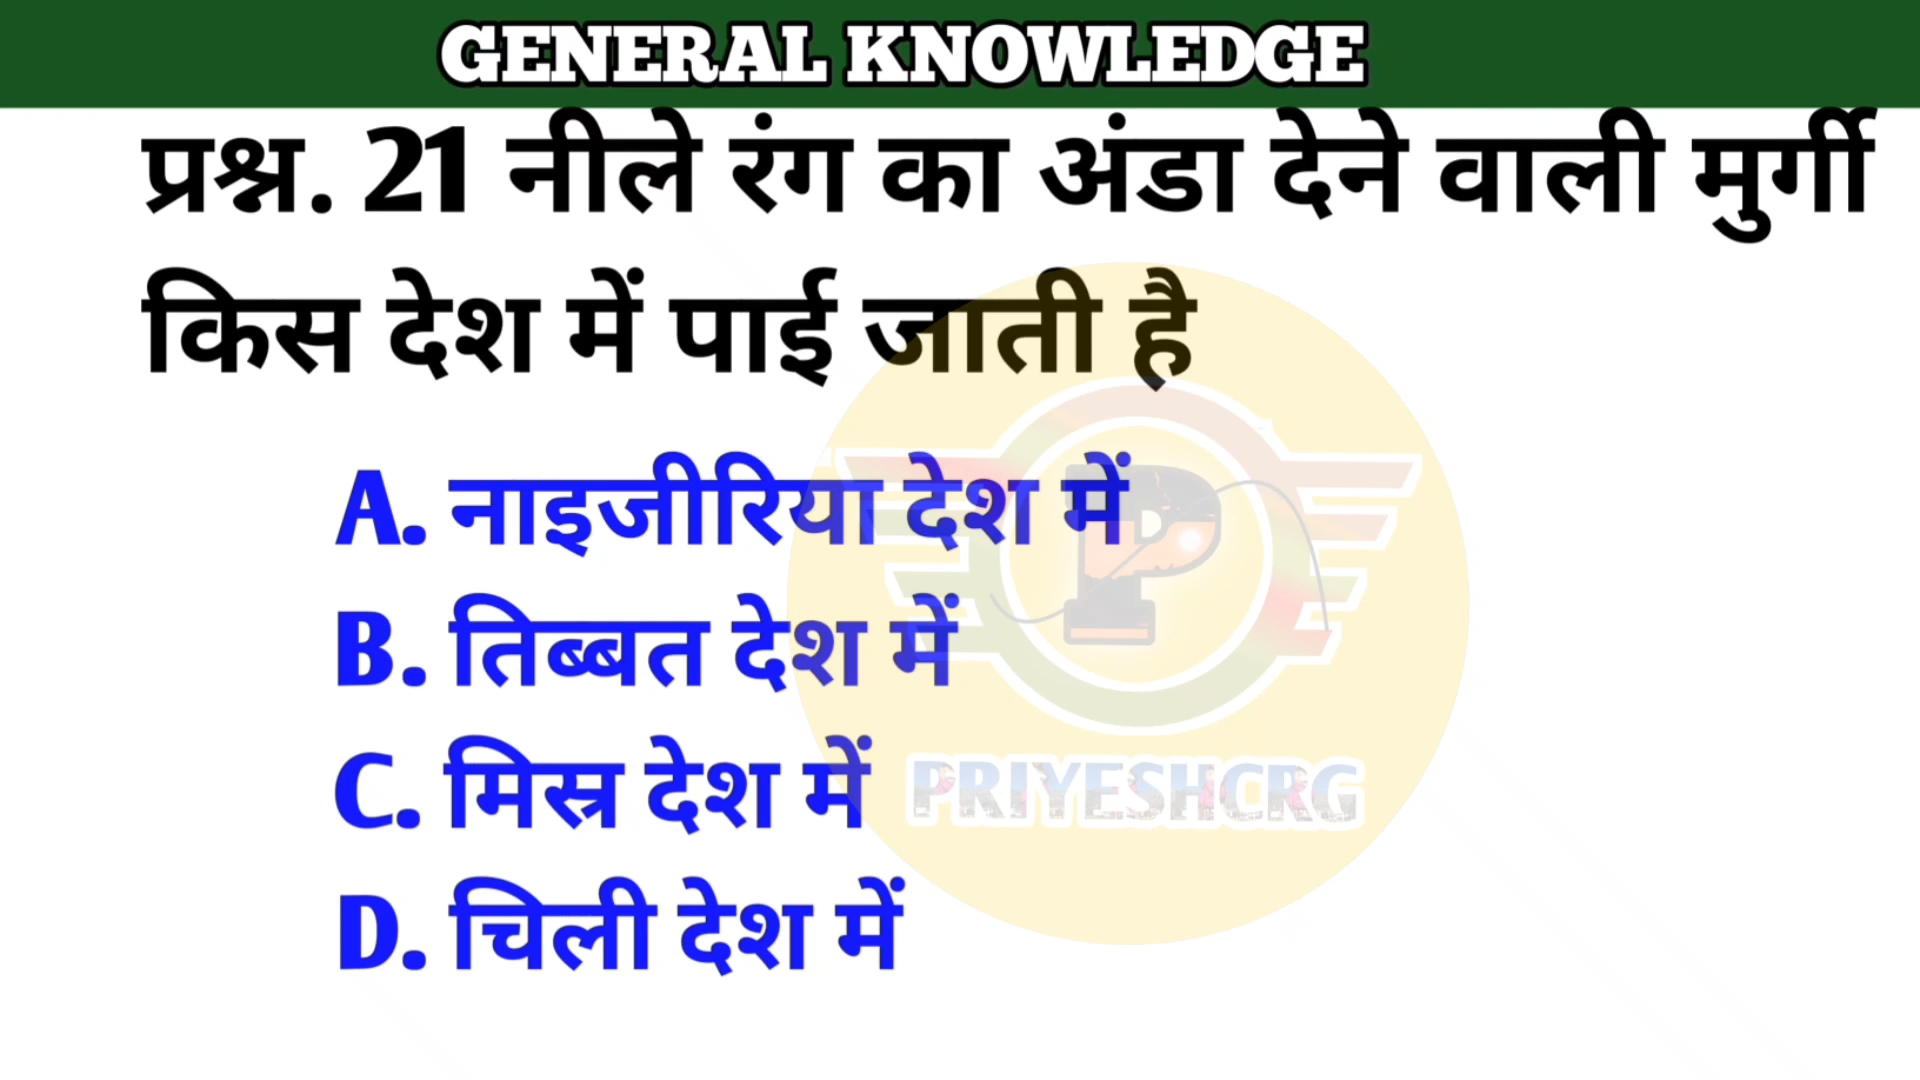 GENERAL KNOWLEDGE
प्रश्न. 21 नीले रंग का अंडा देने वाली मुर्गी
किस देश में पाई जाती है
A. नाइजीरिया देश में
B. तिब्बत देश में
C. मिस्र देश में
D. चिली देश में
P
PRIYESHCRG